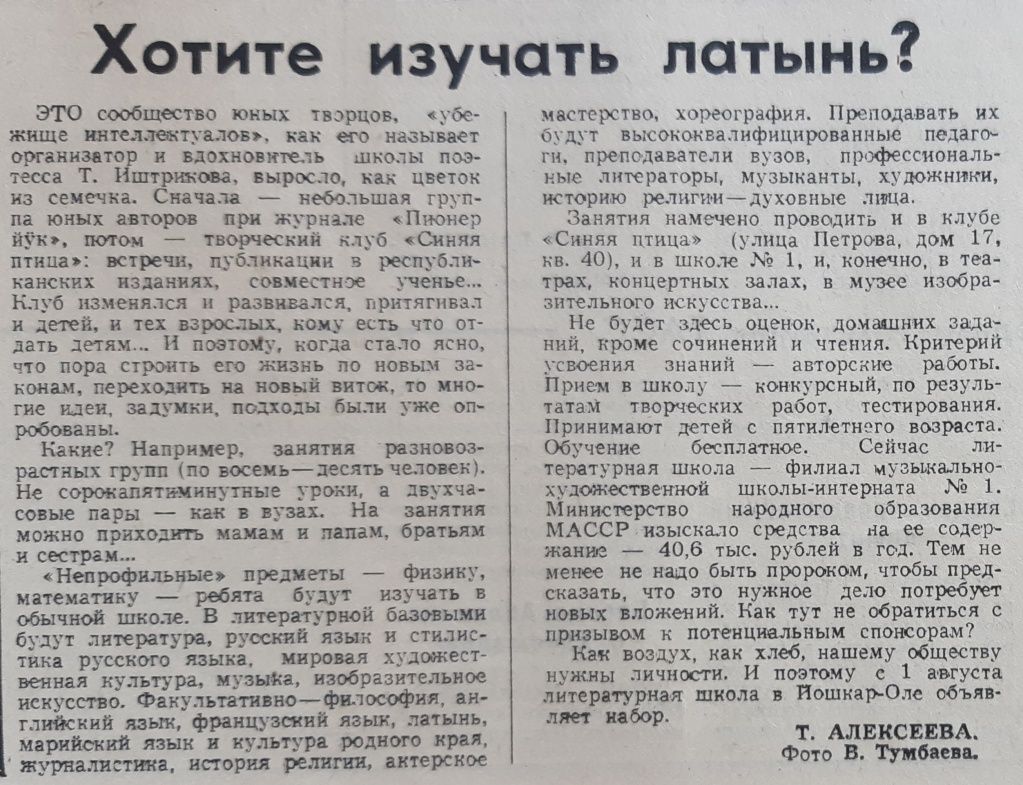 Хотите изучать латынь?
ЭТО сообщество юных творцов, «убе-
жище интеллектуалов», как его называет
организатор и вдохновитель школы поэ-
тесса Т. Иштрикова, выросло, как цветок
из семечка. Сначала — небольшая груп-
па юных авторов при журнале «Пионер
йӱк», потом — творческий клуб «Синяя
птица»: встречи, публикации в республи-
канских изданиях, совместное ученье...
Клуб изменялся и развивался, притягивал
и детей, и тех взрослых, кому есть что от-
дать детям... И поэтому, когда стало ясно,
что пора строить его жизнь по новым за-
конам, переходить на новый виток, то мно-
гие идеи, задумки, подходы были уже оп-
робованы.
Какие? Например, занятия разновоз-
растных групп (по восемь—десять человек).
Не сорокапятиминутные уроки, а двухча-
совые пары — как в вузах. На занятия
можно приходить мамам и папам, братьям
и сестрам...
«Непрофильные» предметы — физику,
математику — ребята будут изучать в
обычной школе. В литературной базовыми
будут литература, русский язык и стилис-
тика русского языка, мировая художест-
венная культура, музыка, изобразительное
искусство. Факультативно—философия, ан-
глийский язык, французский язык, латынь,
марийский язык и культура родного края,
журналистика, история религии, актерское
мастерство, хореография. Преподавать их
будут высококвалифицированные педаго-
ги, преподаватели вузов, профессиональ-
ные литераторы, музыканты, художники,
историю религии—духовные лица.
Занятия намечено проводить и в клубе
«Синяя птица» (улица Петрова, дом 17,
кв. 40), и в школе № 1, и, конечно, в теа-
трах, концертных залах, в музее изобра-
зительного искусства...
Не будет здесь оценок, домашних зада-
ний, кроме сочинений и чтения. Критерий
усвоения знаний — авторские работы.
Прием в школу — конкурсный, по резуль-
татам творческих работ, тестирования.
Принимают детей с пятилетнего возраста.
Обучение бесплатное. Сейчас ли-
тературная школа — филиал музыкально-
художественной школы-интерната № 1.
Министерство народного образования
МАССР изыскало средства на ее содер-
жание — 40,6 тыс. рублей в год. Тем не
менее не надо быть пророком, чтобы пред-
сказать, что это нужное дело потребует
новых вложений. Как тут не обратиться с
призывом к потенциальным спонсорам?
Как воздух, как хлеб, нашему обществу
нужны личности. И поэтому с 1 августа
литературная школа в Йошкар-Оле объяв-
ляет набор.
Т. АЛЕКСЕЕВА.
Фото В. Тумбаева.